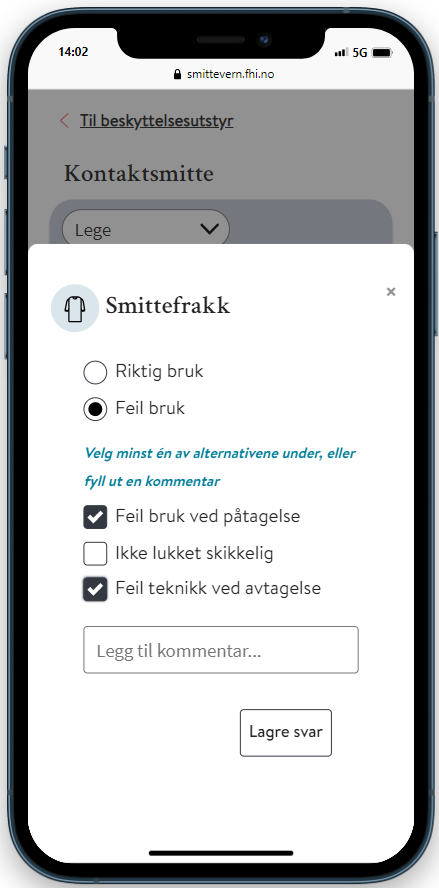 14:02
5G
smittevern.fhi.no
Til beskyttelsesutstyr
Kontaktsmitte
Lege
Smittefrakk
×
Riktig bruk
Feil bruk
Velg minst én av alternativene under, eller
fyll ut en kommentar
Feil bruk ved påtagelse
Ikke lukket skikkelig
Feil teknikk ved avtagelse
Legg til kommentar...
Lagre svar